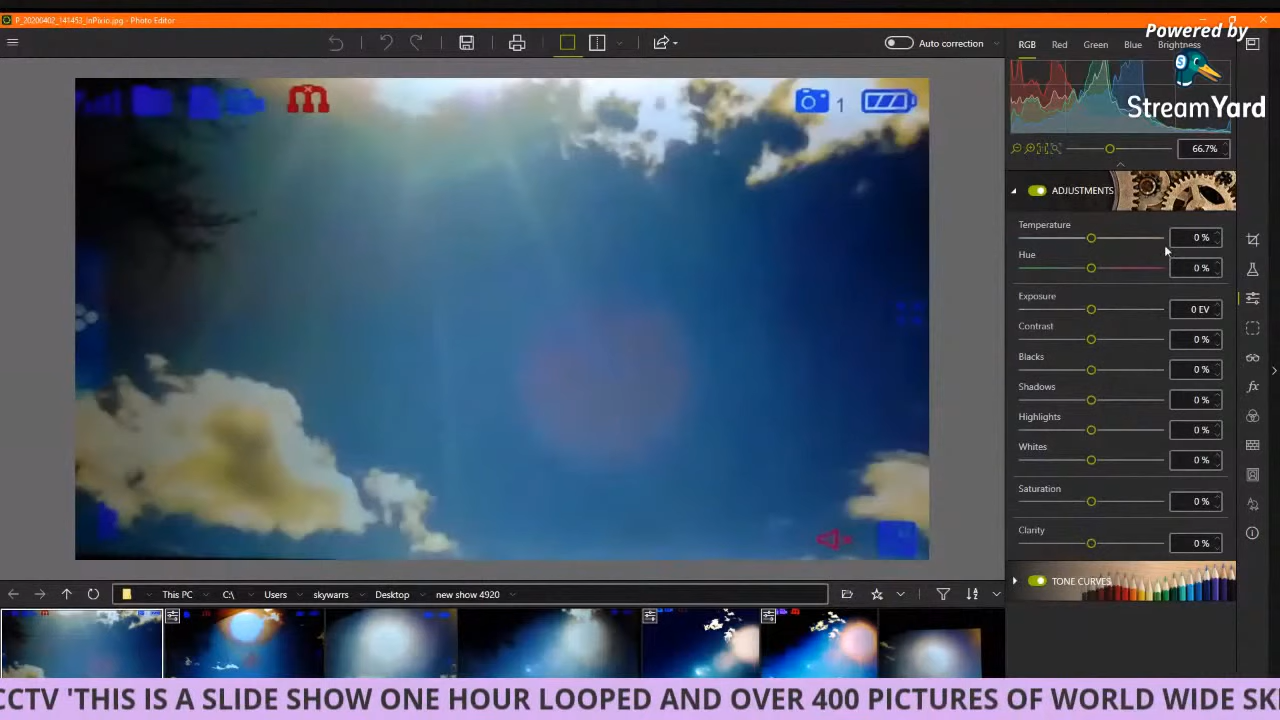 P_20200402_141453_InPixio.jpg - Photo Editor
Powered by
StreamYard
Auto correction
RGB Red Green Blue Brightness
1
66.7%
ADJUSTMENTS
Temperature
0 %
Hue
0 %
Exposure
0 EV
Contrast
0 %
Blacks
0 %
Shadows
0 %
Highlights
0 %
Whites
0 %
Saturation
0 %
Clarity
0 %
TONE CURVES
This PC C:\ Users skywarrs Desktop new show 4920
CCTV 'THIS IS A SLIDE SHOW ONE HOUR LOOPED AND OVER 400 PICTURES OF WORLD WIDE SK